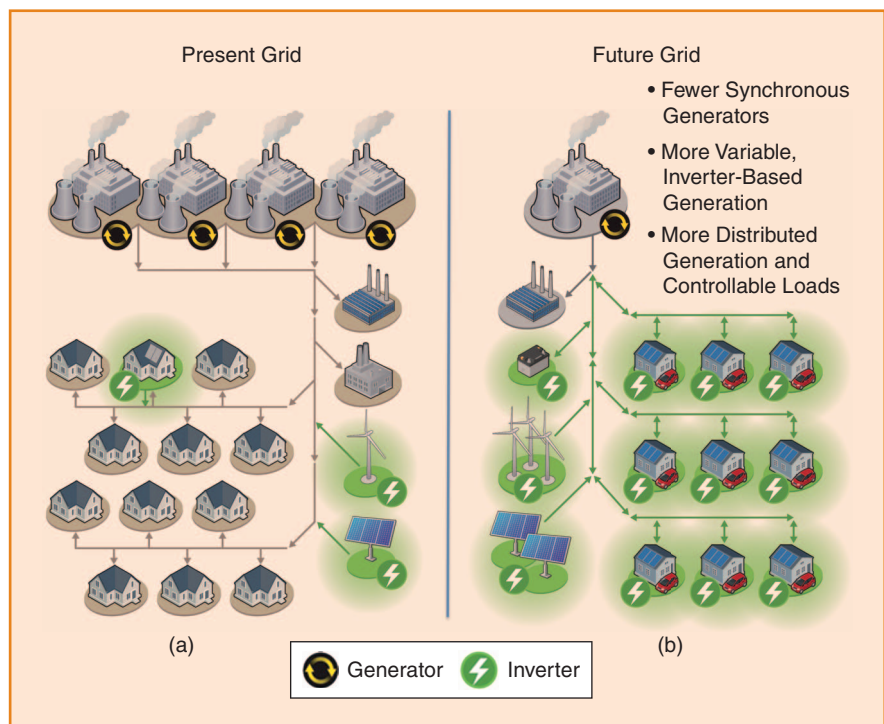 Present Grid
Future Grid
• Fewer Synchronous
Generators
• More Variable,
Inverter-Based
Generation
• More Distributed
Generation and
Controllable Loads
(a)
(b)
Generator
Inverter